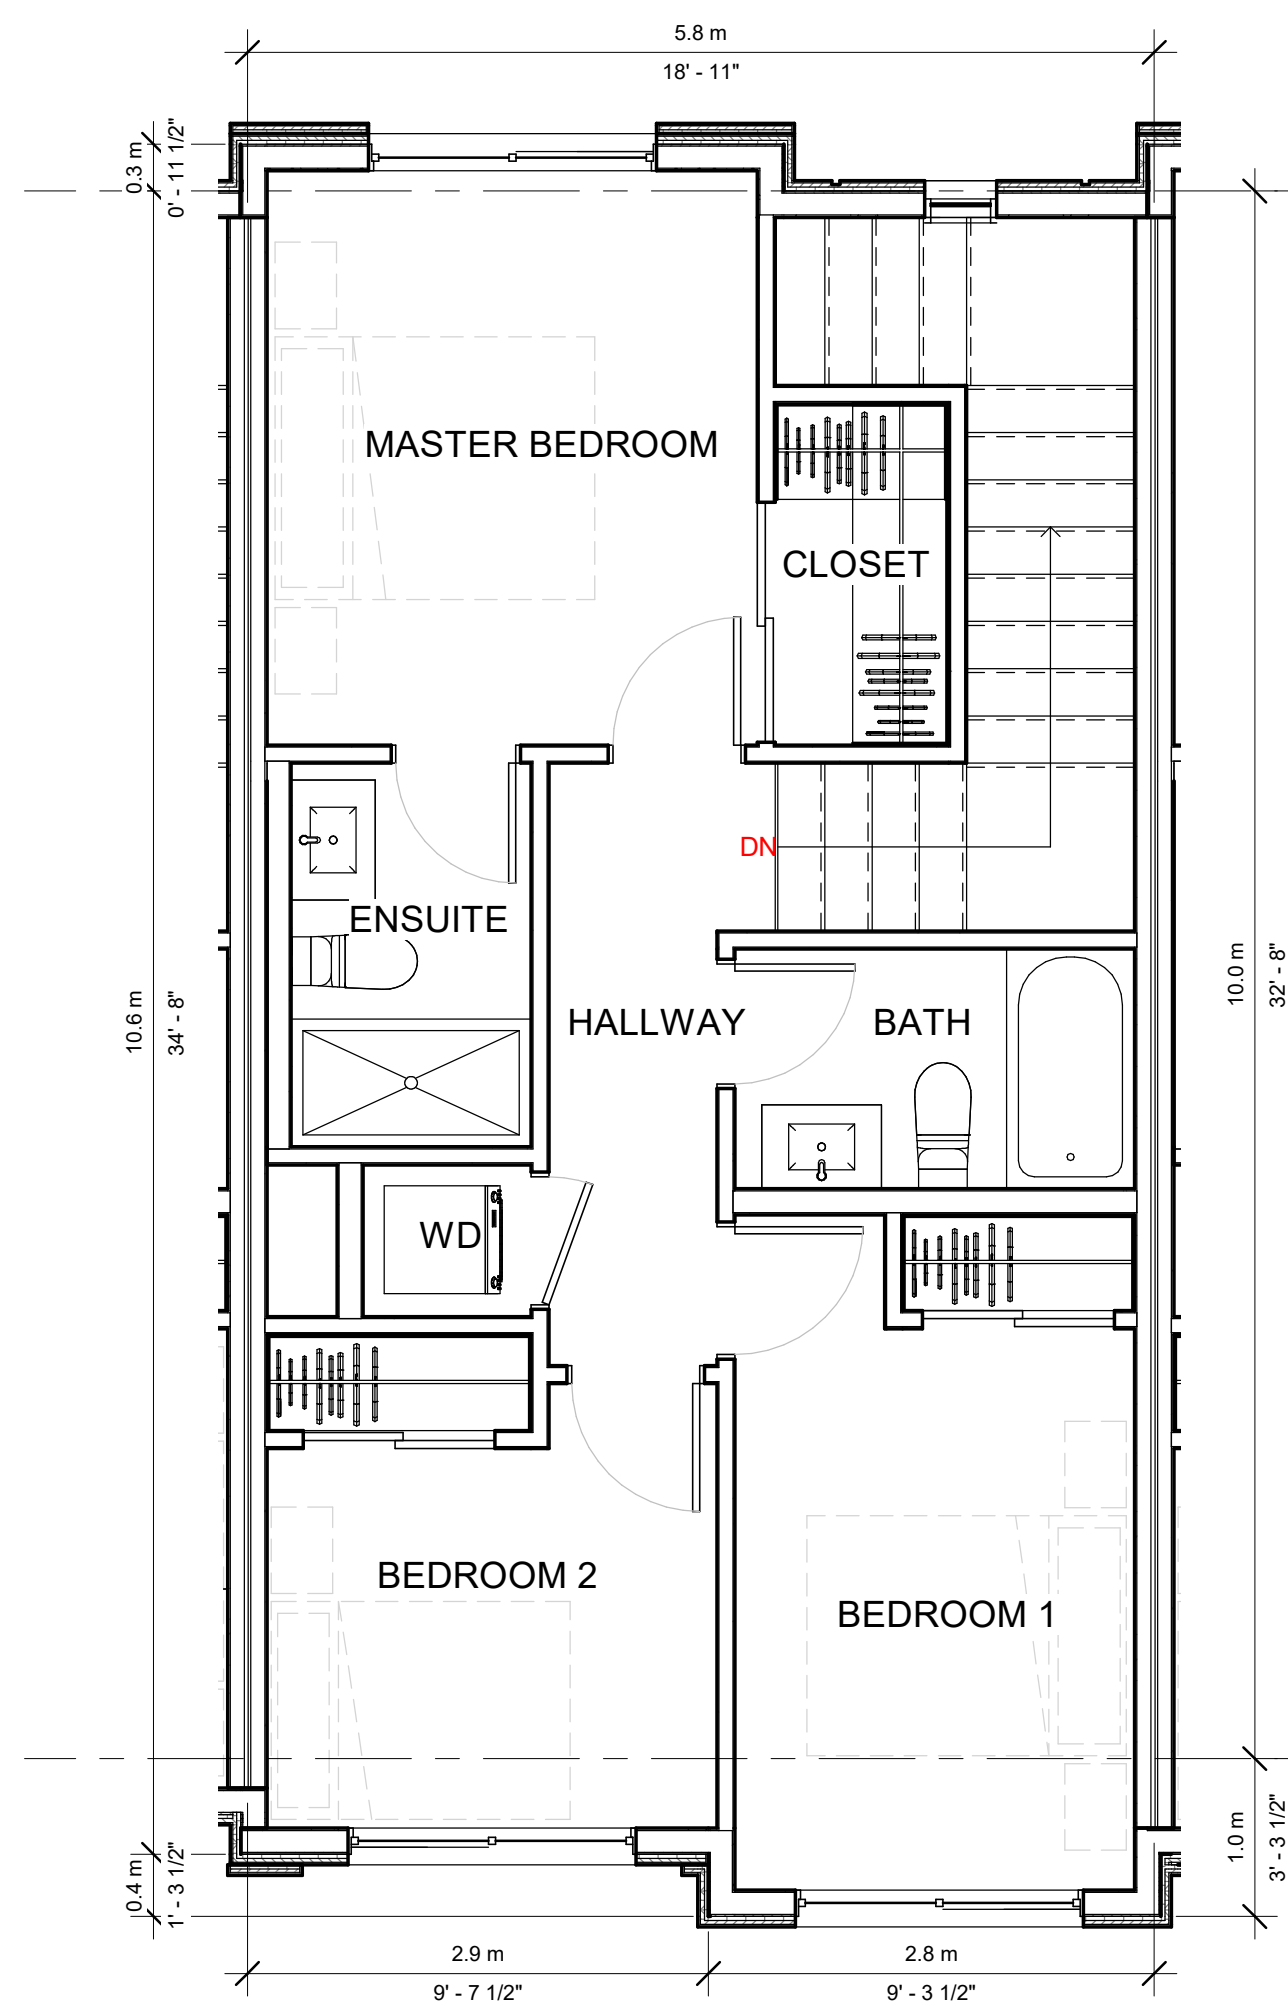 5.8 m
18' - 11"
0.3 m
0' - 11 1/2"
MASTER BEDROOM
CLOSET
DN
ENSUITE
HALLWAY
BATH
10.6 m
34' - 8"
10.0 m
32' - 8"
WD
BEDROOM 2
BEDROOM 1
0.4 m
1' - 3 1/2"
1.0 m
3' - 3 1/2"
2.9 m
9' - 7 1/2"
2.8 m
9' - 3 1/2"